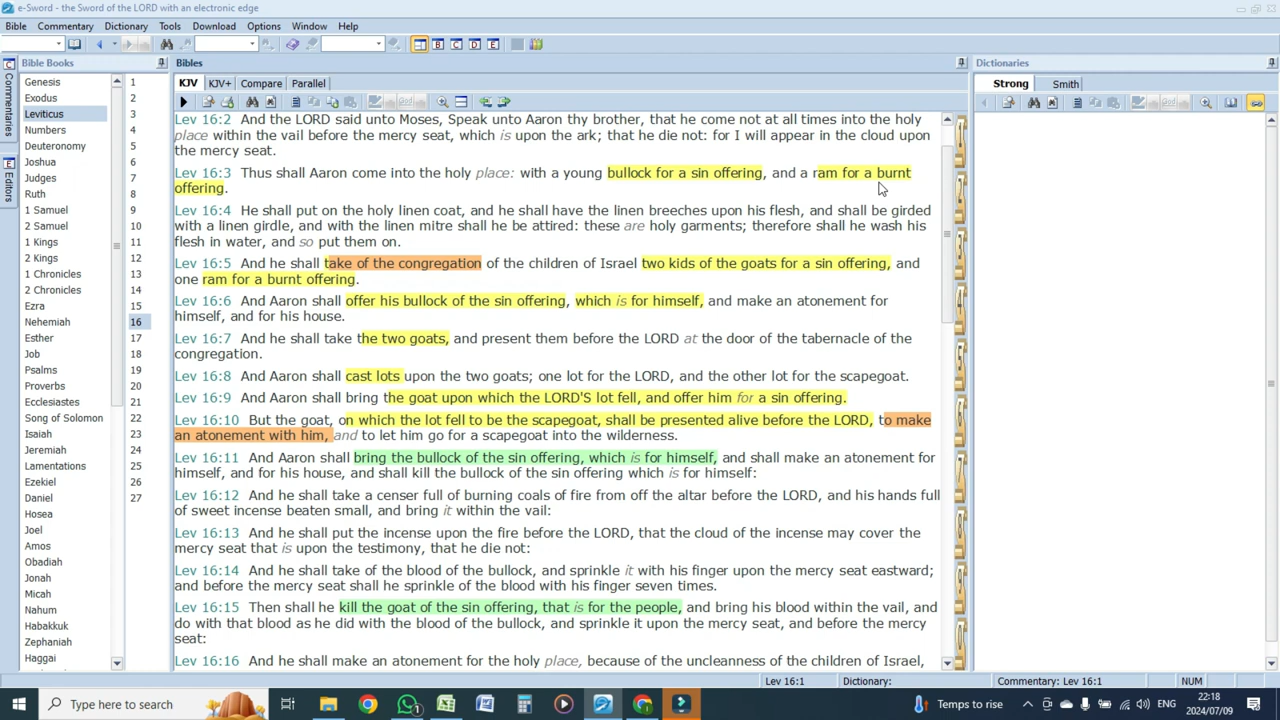 e-Sword - the Sword of the LORD with an electronic edge
Bible Commentary Dictionary Tools Download Options Window Help
B C D E
Bible Books
Bibles
Dictionaries
Commentaries
Editors
Genesis
Exodus
Leviticus
Numbers
Deuteronomy
Joshua
Judges
Ruth
1 Samuel
2 Samuel
1 Kings
2 Kings
1 Chronicles
2 Chronicles
Ezra
Nehemiah
Esther
Job
Psalms
Proverbs
Ecclesiastes
Song of Solomon
Isaiah
Jeremiah
Lamentations
Ezekiel
Daniel
Hosea
Joel
Amos
Obadiah
Jonah
Micah
Nahum
Habakkuk
Zephaniah
Haggai
1
2
3
4
5
6
7
8
9
10
11
12
13
14
15
16
17
18
19
20
21
22
23
24
25
26
27
KJV KJV+ Compare Parallel
Lev 16:2 And the LORD said unto Moses, Speak unto Aaron thy brother, that he come not at all times into the holy
place within the vail before the mercy seat, which is upon the ark; that he die not: for I will appear in the cloud upon
the mercy seat.
Lev 16:3 Thus shall Aaron come into the holy place: with a young bullock for a sin offering, and a ram for a burnt
offering.
Lev 16:4 He shall put on the holy linen coat, and he shall have the linen breeches upon his flesh, and shall be girded
with a linen girdle, and with the linen mitre shall he be attired: these are holy garments; therefore shall he wash his
flesh in water, and so put them on.
Lev 16:5 And he shall take of the congregation of the children of Israel two kids of the goats for a sin offering, and
one ram for a burnt offering.
Lev 16:6 And Aaron shall offer his bullock of the sin offering, which is for himself, and make an atonement for
himself, and for his house.
Lev 16:7 And he shall take the two goats, and present them before the LORD at the door of the tabernacle of the
congregation.
Lev 16:8 And Aaron shall cast lots upon the two goats; one lot for the LORD, and the other lot for the scapegoat.
Lev 16:9 And Aaron shall bring the goat upon which the LORD'S lot fell, and offer him for a sin offering.
Lev 16:10 But the goat, on which the lot fell to be the scapegoat, shall be presented alive before the LORD, to make
an atonement with him, and to let him go for a scapegoat into the wilderness.
Lev 16:11 And Aaron shall bring the bullock of the sin offering, which is for himself, and shall make an atonement for
himself, and for his house, and shall kill the bullock of the sin offering which is for himself:
Lev 16:12 And he shall take a censer full of burning coals of fire from off the altar before the LORD, and his hands full
of sweet incense beaten small, and bring it within the vail:
Lev 16:13 And he shall put the incense upon the fire before the LORD, that the cloud of the incense may cover the
mercy seat that is upon the testimony, that he die not:
Lev 16:14 And he shall take of the blood of the bullock, and sprinkle it with his finger upon the mercy seat eastward;
and before the mercy seat shall he sprinkle of the blood with his finger seven times.
Lev 16:15 Then shall he kill the goat of the sin offering, that is for the people, and bring his blood within the vail, and
do with that blood as he did with the blood of the bullock, and sprinkle it upon the mercy seat, and before the mercy
seat:
Lev 16:16 And he shall make an atonement for the holy place, because of the uncleanness of the children of Israel,
Strong Smith
Lev 16:1 Dictionary: Commentary: Lev 16:1 NUM
Type here to search
Temps to rise
ENG
22:18
2024/07/09